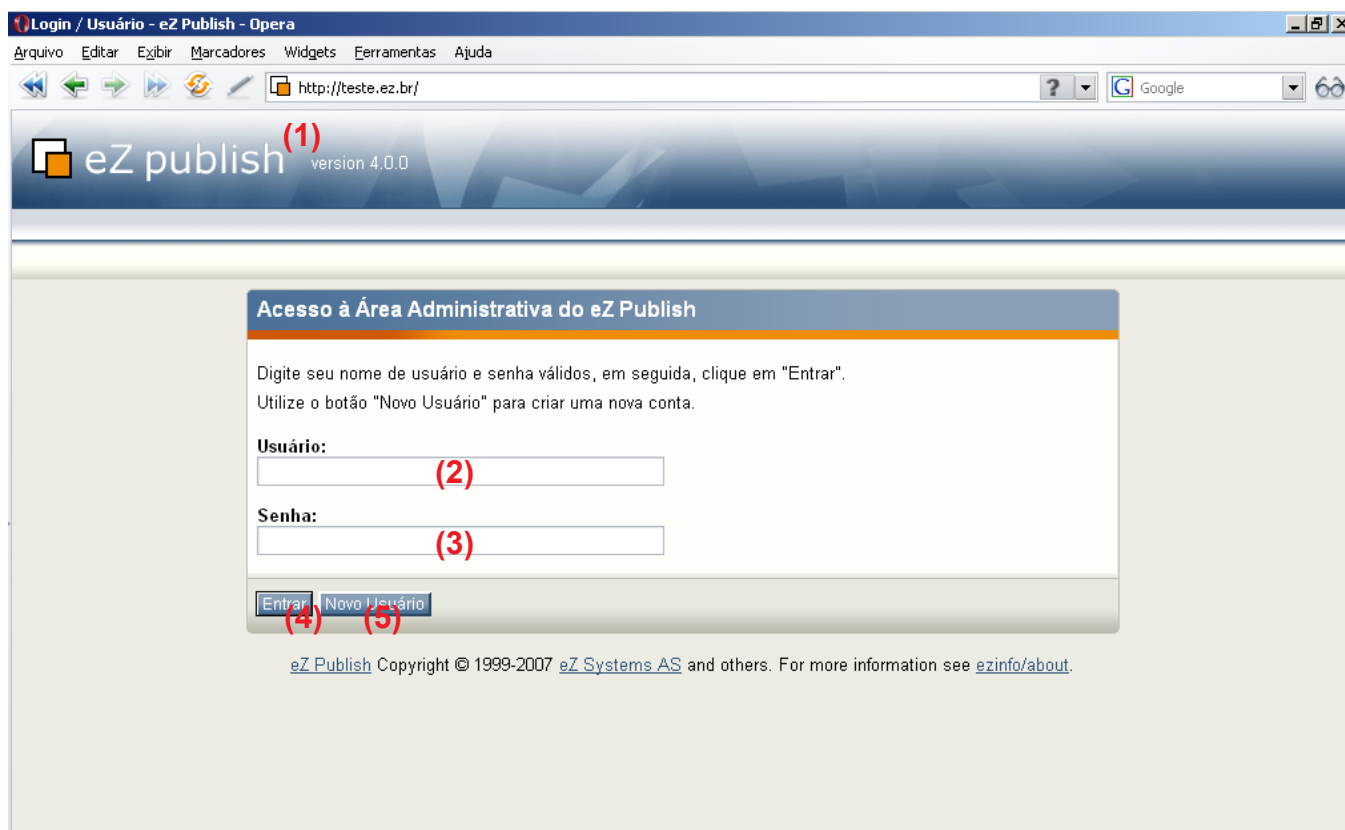 Login / Usuário - eZ Publish - Opera
Arquivo Editar Exibir Marcadores Widgets Ferramentas Ajuda
http://teste.ez.br/ ? G Google
(1)
eZ publish version 4.0.0
Acesso à Área Administrativa do eZ Publish
Digite seu nome de usuário e senha válidos, em seguida, clique em "Entrar".
Utilize o botão "Novo Usuário" para criar uma nova conta.
Usuário:
(2)
Senha:
(3)
Entrar Novo Usuário
(4) (5)
eZ Publish Copyright © 1999-2007 eZ Systems AS and others. For more information see ezinfo/about.